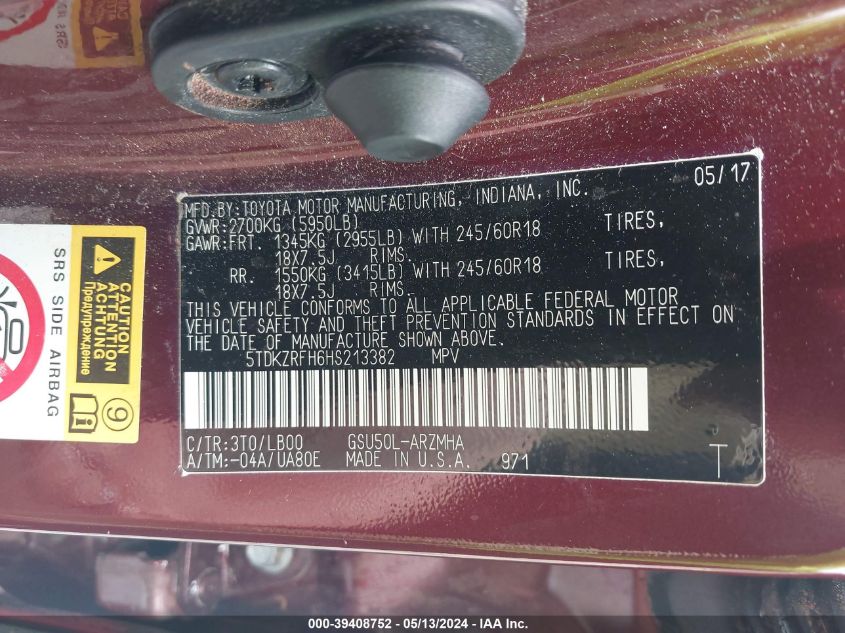 MFD.BY:TOYOTA MOTOR MANUFACTURING, INDIANA, INC. 05/17
GVWR:2700KG (5950LB)
GAWR:FRT. 1345KG (2955LB) WITH 245/60R18 TIRES,
18X7.5J RIMS.
RR. 1550KG (3415LB) WITH 245/60R18 TIRES,
18X7.5J RIMS.
THIS VEHICLE CONFORMS TO ALL APPLICABLE FEDERAL MOTOR
VEHICLE SAFETY AND THEFT PREVENTION STANDARDS IN EFFECT ON
THE DATE OF MANUFACTURE SHOWN ABOVE.
5TDKZRFH6HS213382 MPV
C/TR:3T0/LB00 GSU50L-ARZMHA
A/TM:-04A/UA80E MADE IN U.S.A. 971 T
SRS SIDE AIRBAG
CAUTION
ATTENTION
ACHTUNG
Предупреждение
i
9
000-39408752 - 05/13/2024 - IAA Inc.